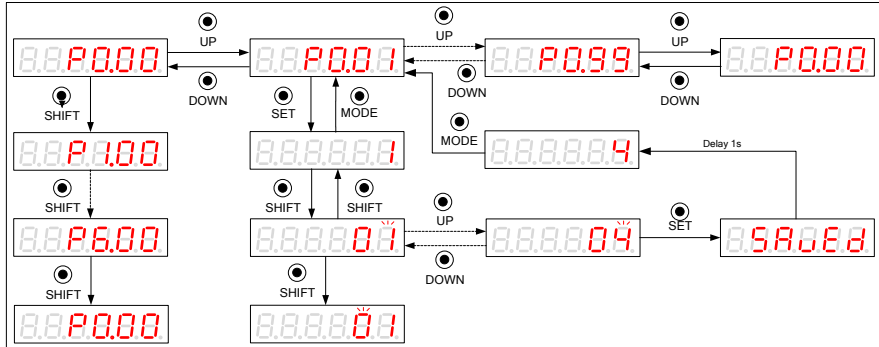 UP
UP
UP
P0.00
P0.01
P0.99
P0.00
DOWN
DOWN
DOWN
SHIFT
SET
MODE
MODE
P1.00
1
4
Delay 1s
SHIFT
SHIFT
SHIFT
UP
SET
P6.00
01
04
SAvEd
DOWN
SHIFT
SHIFT
P0.00
01